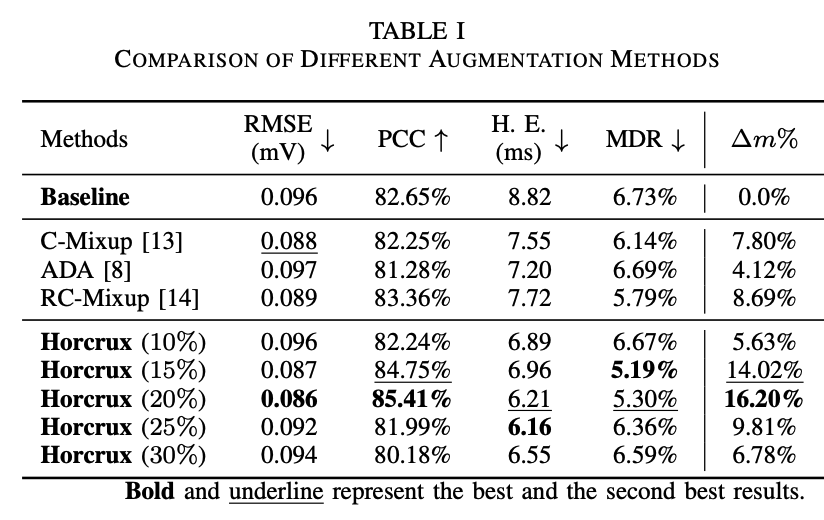 TABLE I
COMPARISON OF DIFFERENT AUGMENTATION METHODS
Methods RMSE (mV) ↓ PCC ↑ H. E. (ms) ↓ MDR ↓ Δm%
Baseline 0.096 82.65% 8.82 6.73% 0.0%
C-Mixup [13] 0.088 82.25% 7.55 6.14% 7.80%
ADA [8] 0.097 81.28% 7.20 6.69% 4.12%
RC-Mixup [14] 0.089 83.36% 7.72 5.79% 8.69%
Horcrux (10%) 0.096 82.24% 6.89 6.67% 5.63%
Horcrux (15%) 0.087 84.75% 6.96 5.19% 14.02%
Horcrux (20%) 0.086 85.41% 6.21 5.30% 16.20%
Horcrux (25%) 0.092 81.99% 6.16 6.36% 9.81%
Horcrux (30%) 0.094 80.18% 6.55 6.59% 6.78%
Bold and underline represent the best and the second best results.